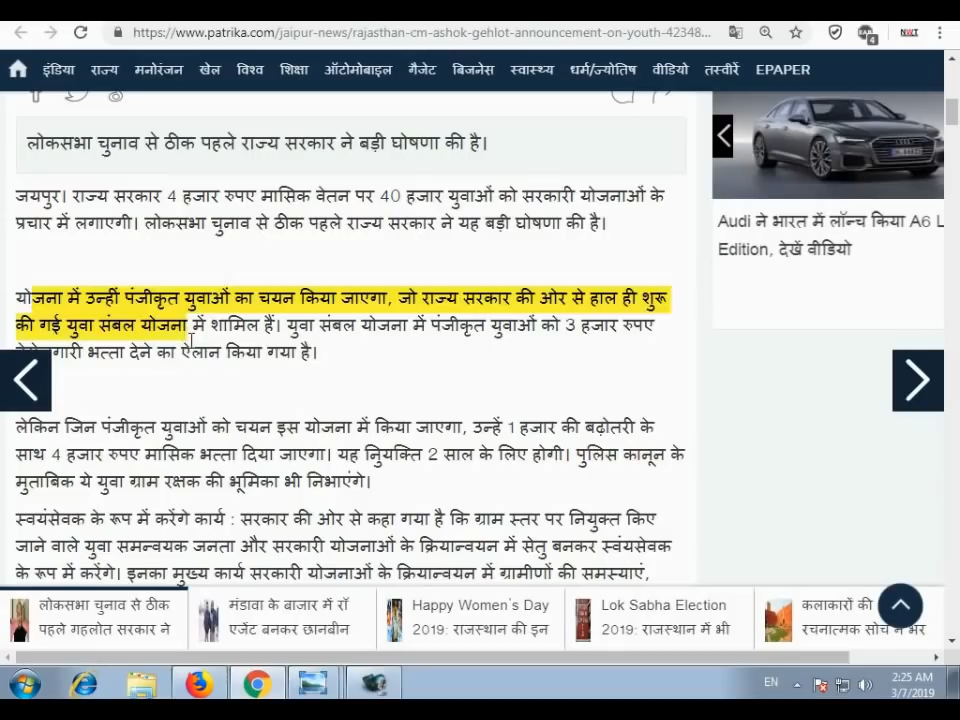 https://www.patrika.com/jaipur-news/rajasthan-cm-ashok-gehlot-announcement-on-youth-42348...
4
NWT
इंडिया राज्य मनोरंजन खेल विश्व शिक्षा ऑटोमोबाइल गैजेट बिजनेस स्वास्थ्य धर्म/ज्योतिष वीडियो तस्वीरें EPAPER
लोकसभा चुनाव से ठीक पहले राज्य सरकार ने बड़ी घोषणा की है।
जयपुर। राज्य सरकार 4 हजार रुपए मासिक वेतन पर 40 हजार युवाओं को सरकारी योजनाओं के
प्रचार में लगाएगी। लोकसभा चुनाव से ठीक पहले राज्य सरकार ने यह बड़ी घोषणा की है।
Audi ने भारत में लॉन्च किया A6 L
Edition, देखें वीडियो
योजना में उन्हीं पंजीकृत युवाओं का चयन किया जाएगा, जो राज्य सरकार की ओर से हाल ही शुरू
की गई युवा संबल योजना में शामिल हैं। युवा संबल योजना में पंजीकृत युवाओं को 3 हजार रुपए
भत्ता देने का ऐलान किया गया है।
लेकिन जिन पंजीकृत युवाओं को चयन इस योजना में किया जाएगा, उन्हें 1 हजार की बढ़ोतरी के
साथ 4 हजार रुपए मासिक भत्ता दिया जाएगा। यह नियुक्ति 2 साल के लिए होगी। पुलिस कानून के
मुताबिक ये युवा ग्राम रक्षक की भूमिका भी निभाएंगे।
स्वयंसेवक के रूप में करेंगे कार्य : सरकार की ओर से कहा गया है कि ग्राम स्तर पर नियुक्त किए
जाने वाले युवा समन्वयक जनता और सरकारी योजनाओं के क्रियान्वयन में सेतु बनकर स्वंयसेवक
के रूप में करेंगे। इनका मुख्य कार्य सरकारी योजनाओं के क्रियान्वयन में ग्रामीणों की समस्याएं,
लोकसभा चुनाव से ठीक
पहले गहलोत सरकार ने
मंडावा के बाजार में रॉ
एजेंट बनकर छानबीन
Happy Women's Day
2019: राजस्थान की इन
Lok Sabha Election
2019: राजस्थान में भी
कलाकारों की
रचनात्मक सोच ने भर
EN
2:25 AM
3/7/2019